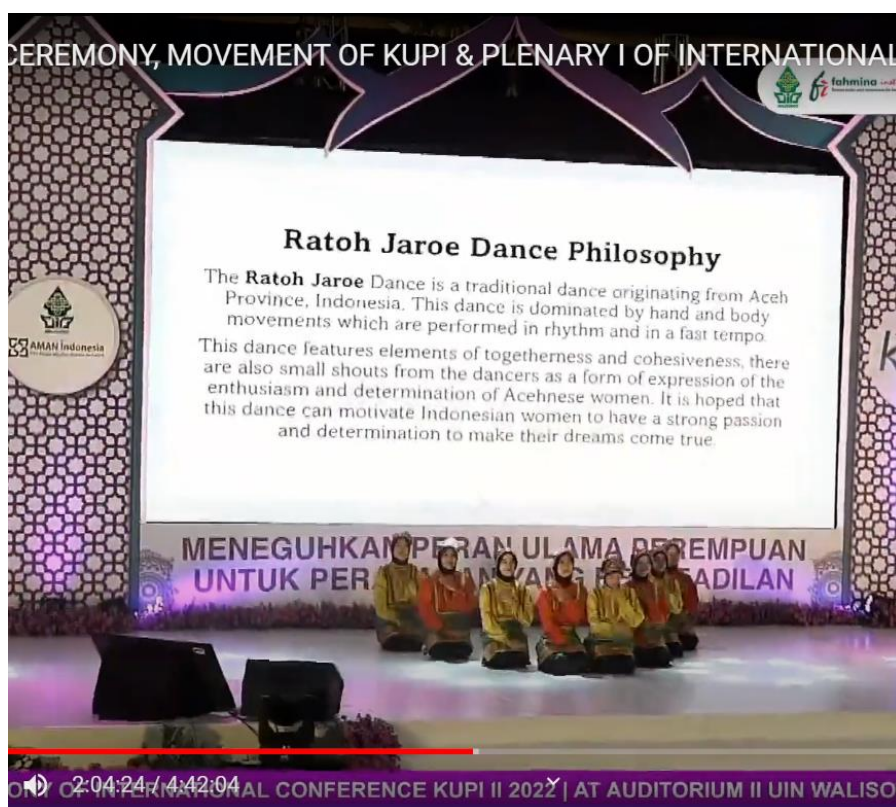 CEREMONY, MOVEMENT OF KUPI & PLENARY I OF INTERNATIONAL
fahmina
Ratoh Jaroe Dance Philosophy
The Ratoh Jaroe Dance is a traditional dance originating from Aceh
Province, Indonesia. This dance is dominated by hand and body
movements which are performed in rhythm and in a fast tempo.
This dance features elements of togetherness and cohesiveness, there
are also small shouts from the dancers as a form of expression of the
enthusiasm and determination of Acehnese women. It is hoped that
this dance can motivate Indonesian women to have a strong passion
and determination to make their dreams come true.
AMAN Indonesia
MENEGUHKAN PERAN ULAMA PEREMPUAN
UNTUK YANG
2:04:24 / 4:42:04
ONY OF INTERNATIONAL CONFERENCE KUPI II 2022 | AT AUDITORIUM II UIN WALISO